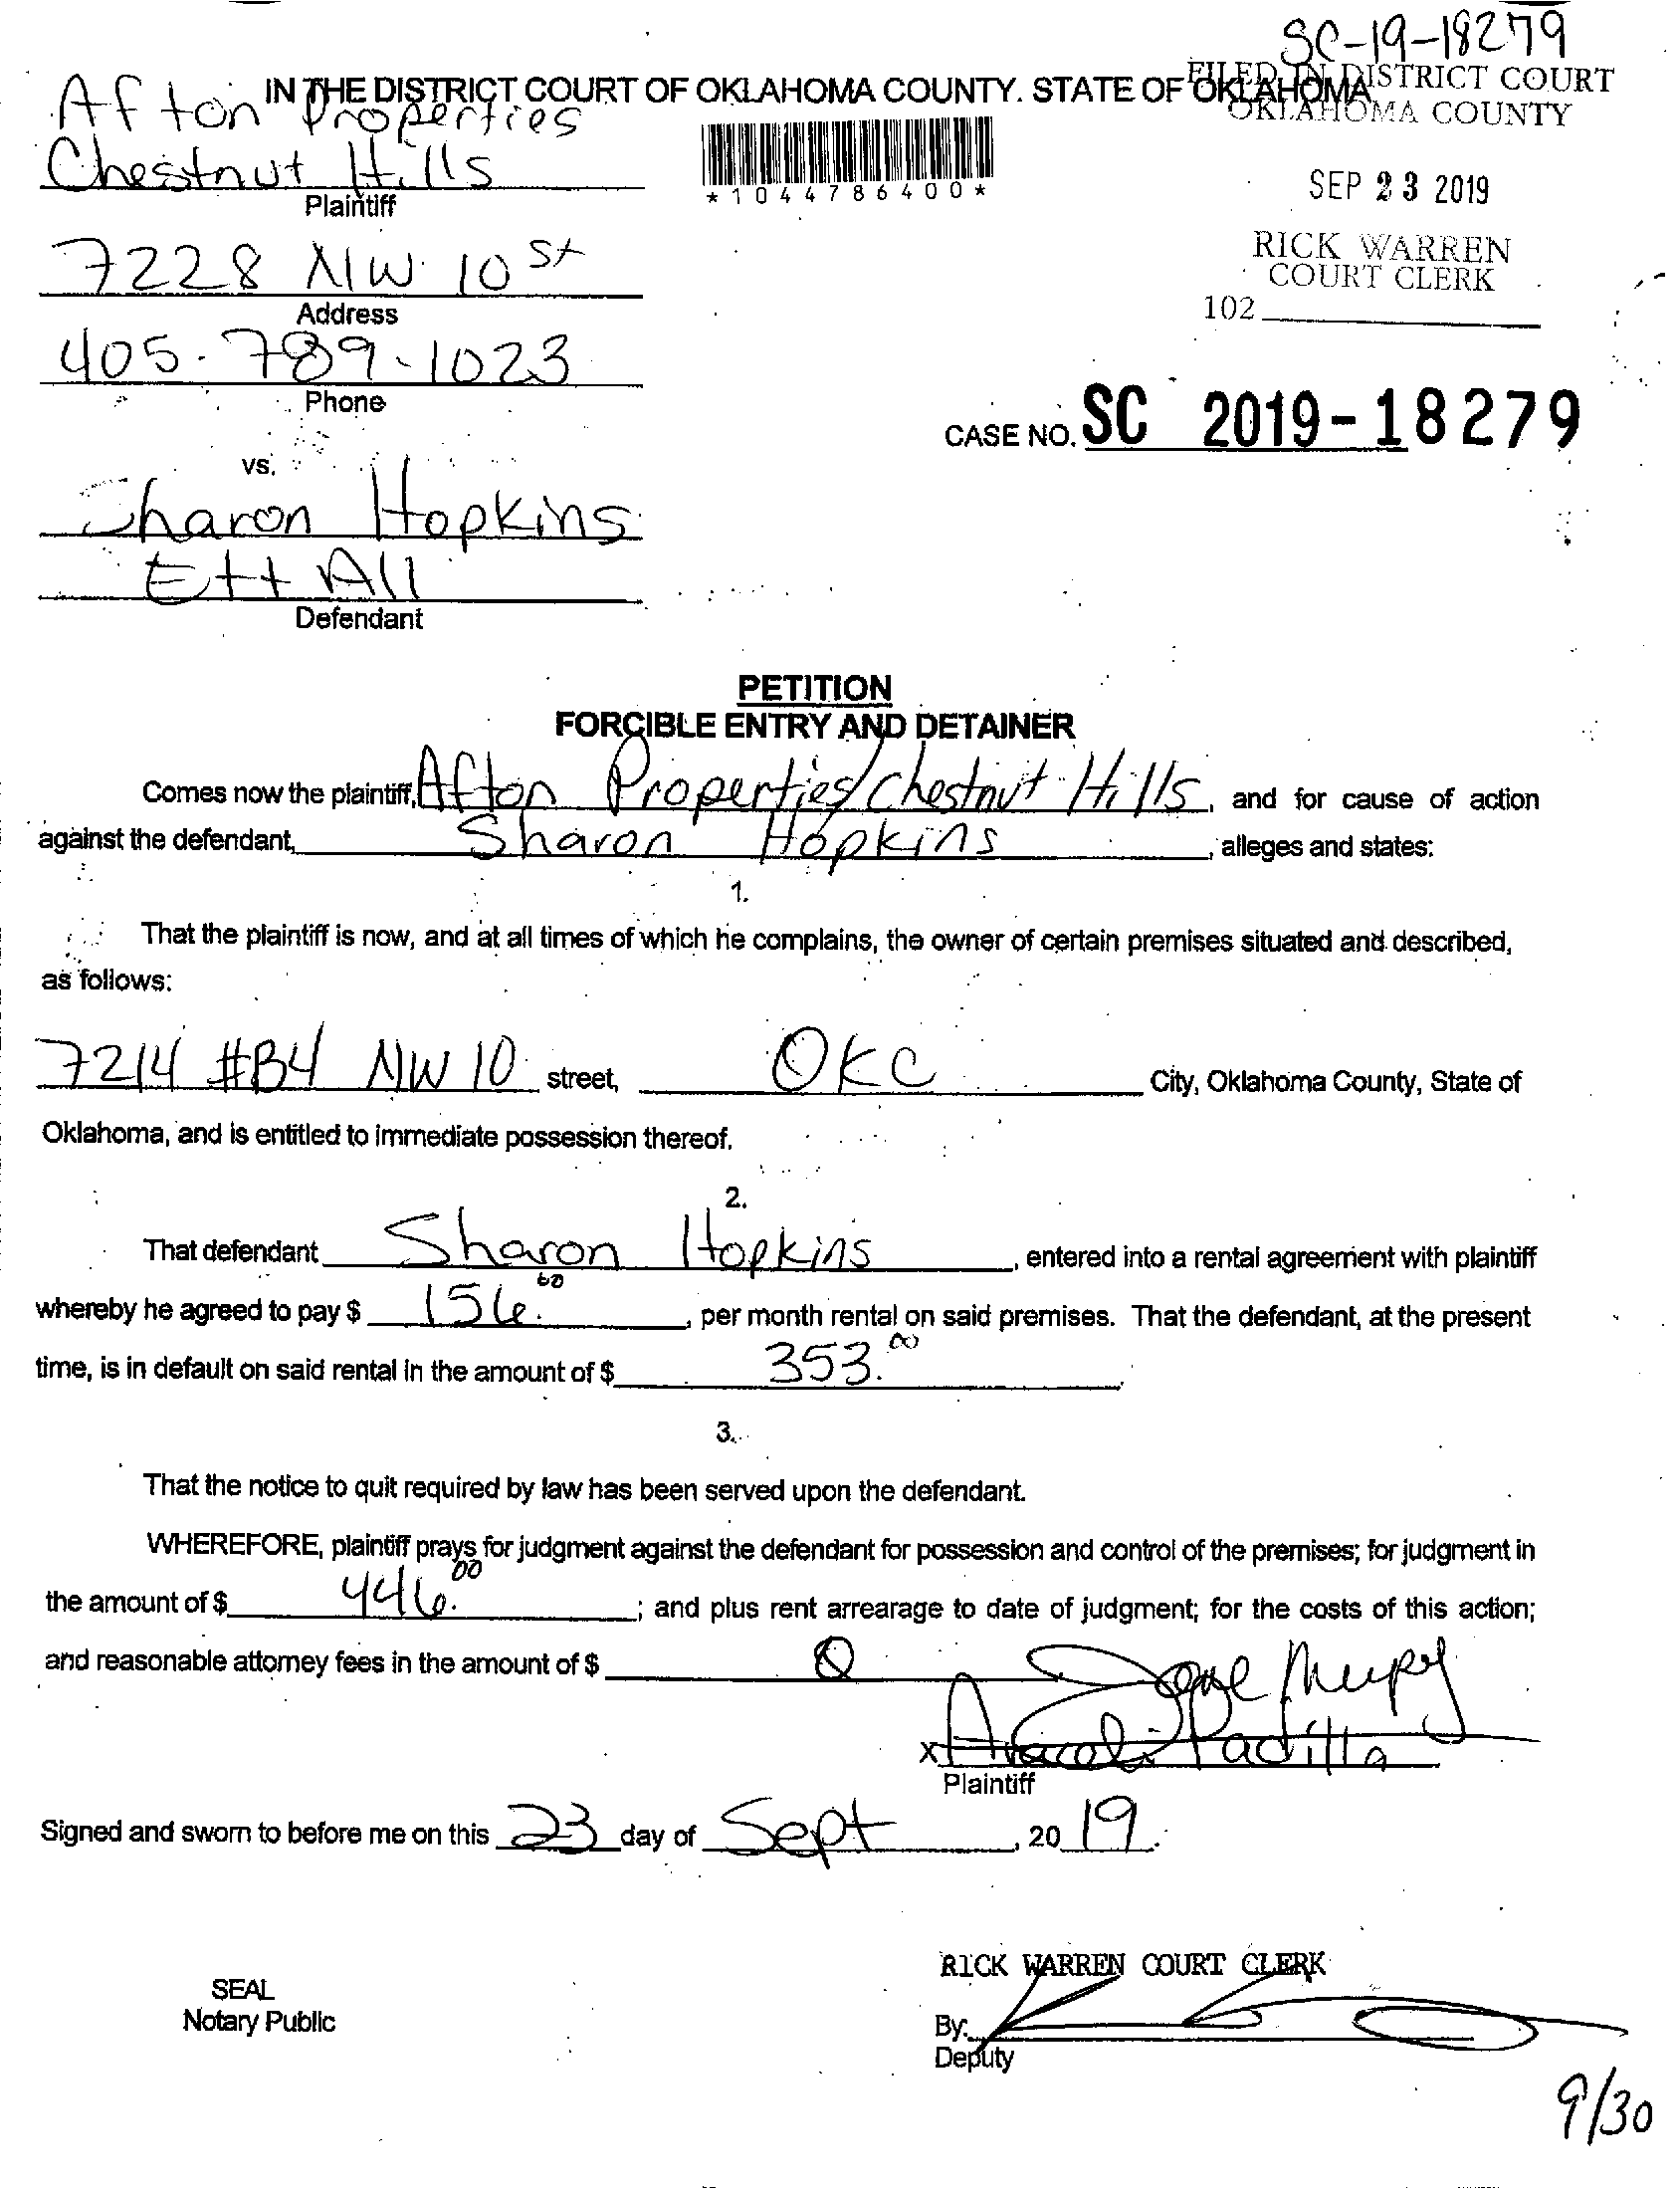 SC-19-18279
IN THE DISTRICT COURT OF OKLAHOMA COUNTY. STATE OF OKLAHOMA
FILED IN DISTRICT COURT
OKLAHOMA COUNTY
Afton Properties
Chestnut Hills
Plaintiff
*1044786400*
SEP 23 2019
RICK WARREN
COURT CLERK
102
7228 NW 10 St
Address
405-789-1023
Phone
CASE NO. SC 2019-18279
vs.
Sharon Hopkins
Ett All
Defendant
PETITION
FORCIBLE ENTRY AND DETAINER
Comes now the plaintiff, Afton Properties/chestnut Hills, and for cause of action
against the defendant, Sharon Hopkins, alleges and states:
1.
That the plaintiff is now, and at all times of which he complains, the owner of certain premises situated and described,
as follows:
7214 #B4 NW 10 street, OKC City, Oklahoma County, State of
Oklahoma, and is entitled to immediate possession thereof.
2.
That defendant Sharon Hopkins, entered into a rental agreement with plaintiff
whereby he agreed to pay $ 156.00, per month rental on said premises. That the defendant, at the present
time, is in default on said rental in the amount of $ 353.00.
3.
That the notice to quit required by law has been served upon the defendant.
WHEREFORE, plaintiff prays for judgment against the defendant for possession and control of the premises; for judgment in
the amount of $ 446.00; and plus rent arrearage to date of judgment; for the costs of this action;
and reasonable attorney fees in the amount of $ 0
x Araceli Padilla
Plaintiff
Signed and sworn to before me on this 23 day of Sept, 20 19.
RICK WARREN COURT CLERK
SEAL
Notary Public
By:
Deputy
9/30